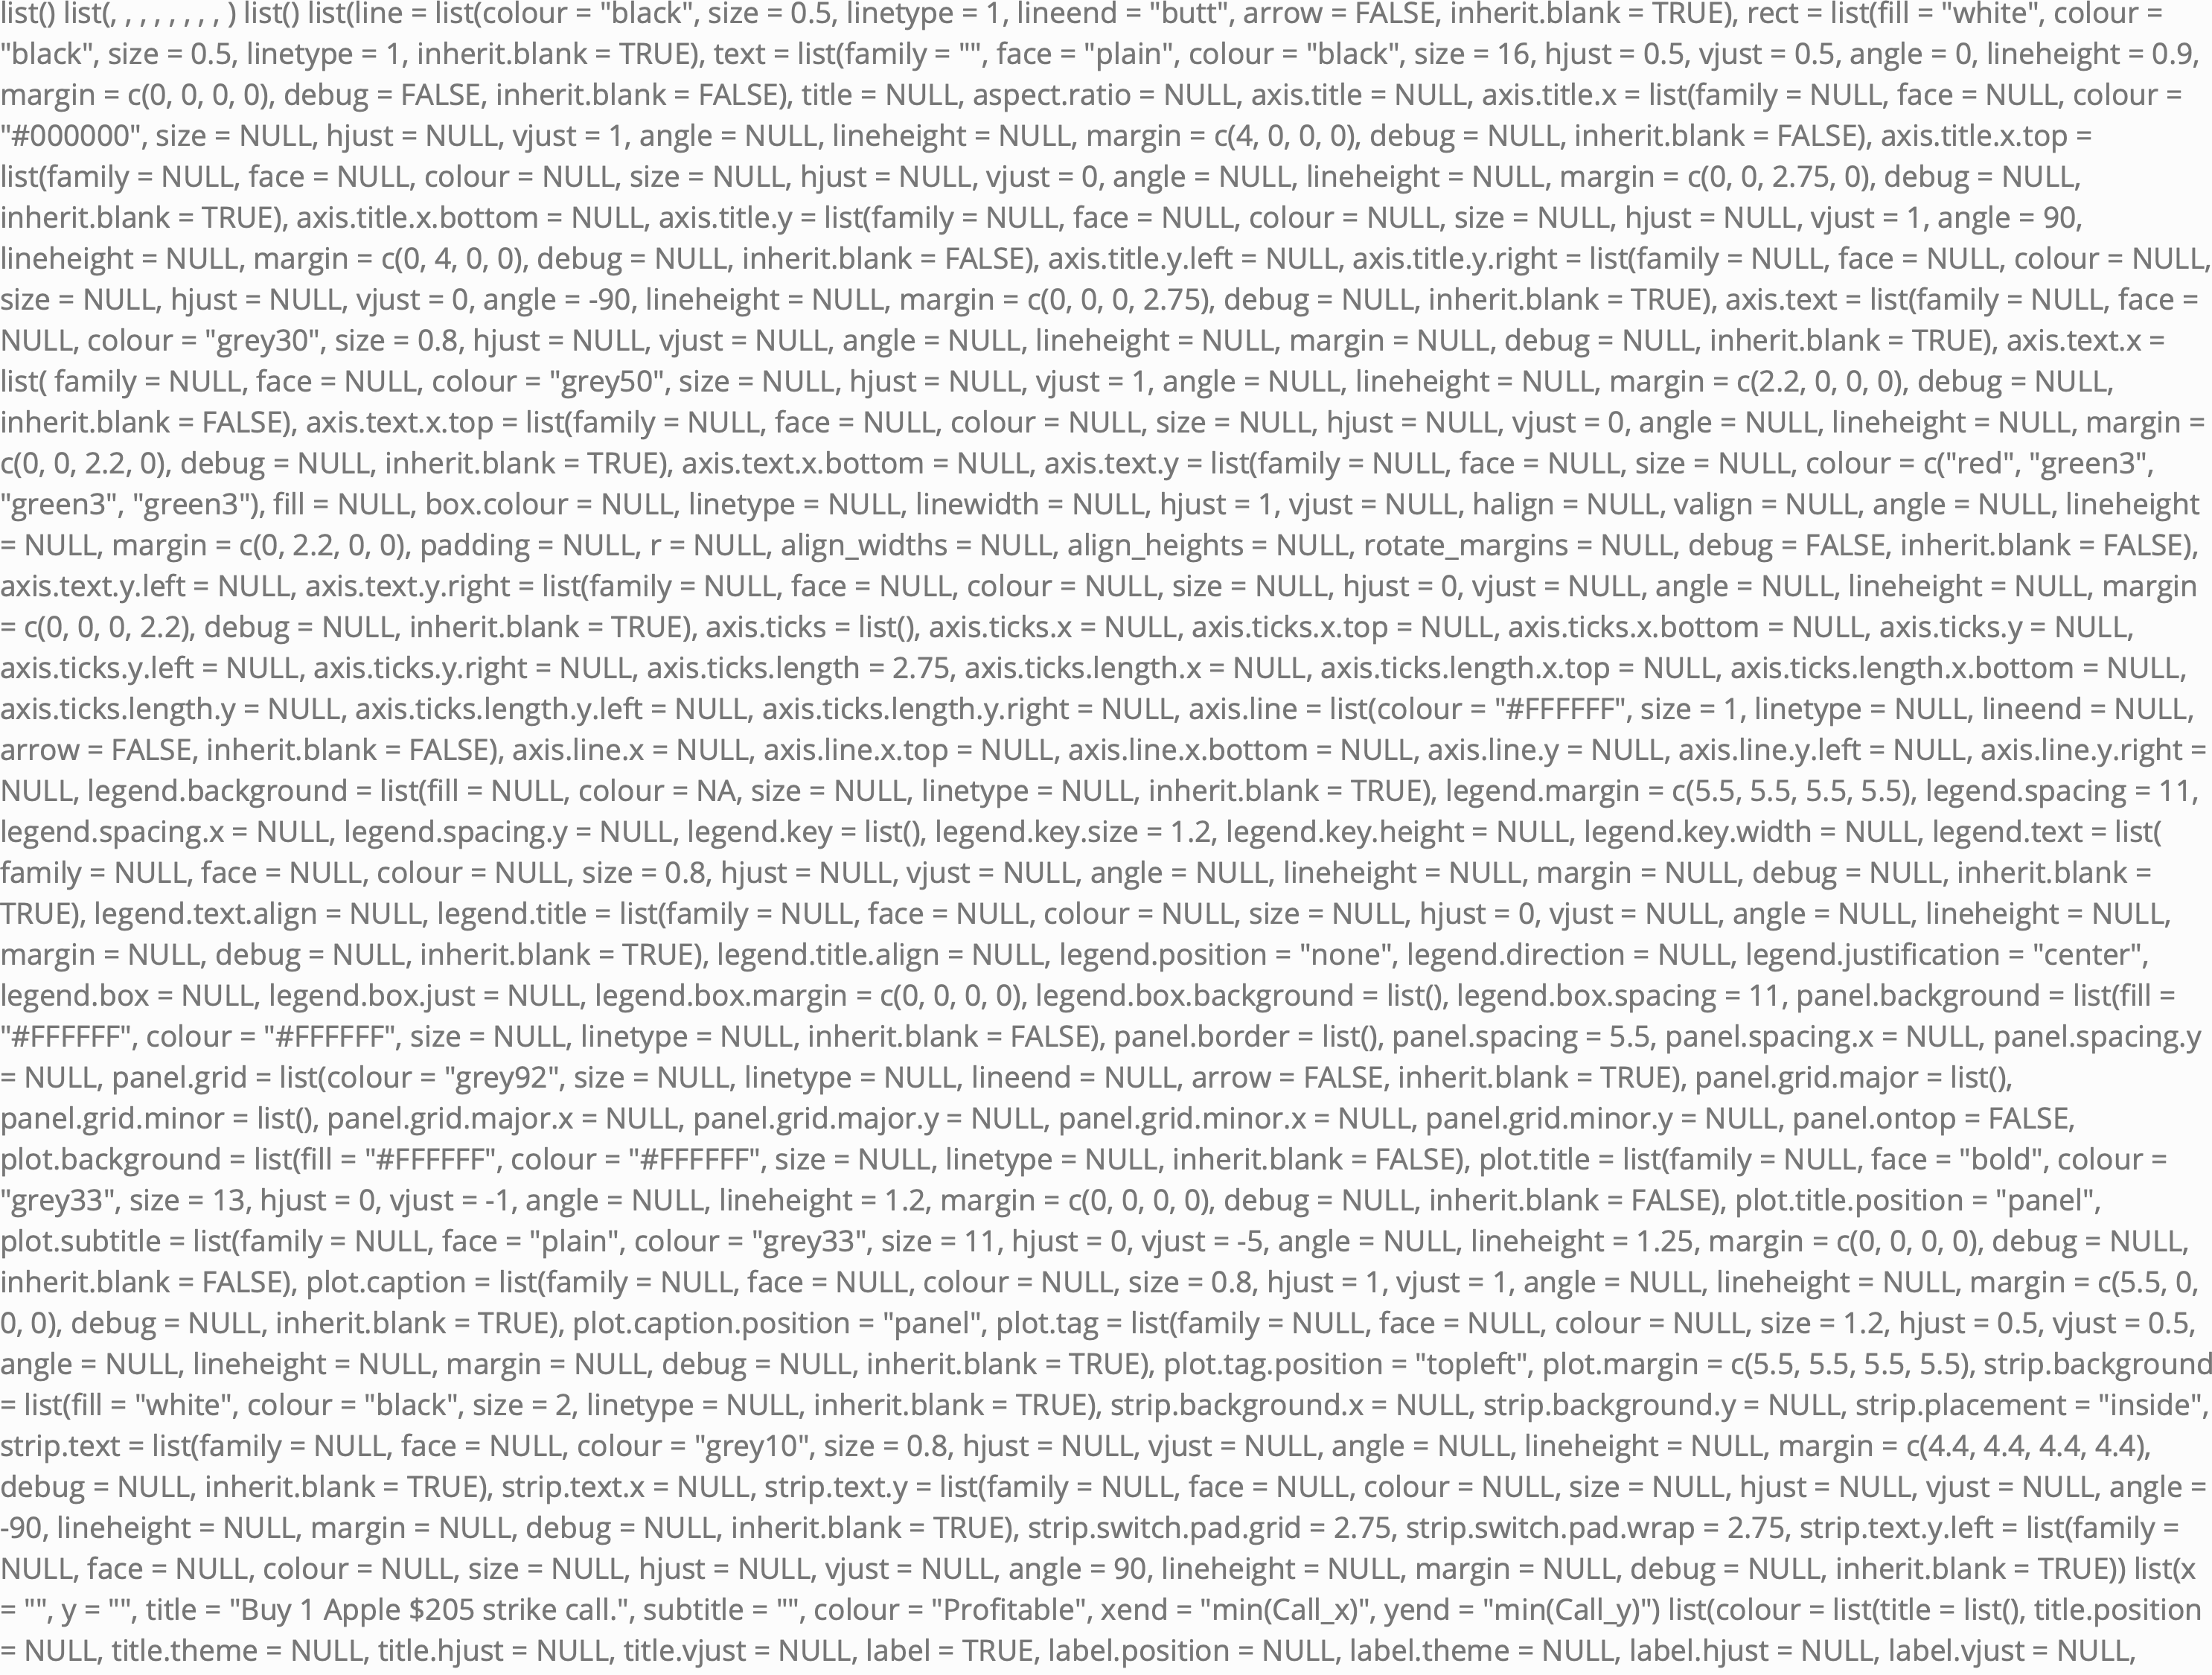 list() list(, , , , , , , , ) list() list(line = list(colour = "black", size = 0.5, linetype = 1, lineend = "butt", arrow = FALSE, inherit.blank = TRUE), rect = list(fill = "white", colour =
"black", size = 0.5, linetype = 1, inherit.blank = TRUE), text = list(family = "", face = "plain", colour = "black", size = 16, hjust = 0.5, vjust = 0.5, angle = 0, lineheight = 0.9,
margin = c(0, 0, 0, 0), debug = FALSE, inherit.blank = FALSE), title = NULL, aspect.ratio = NULL, axis.title = NULL, axis.title.x = list(family = NULL, face = NULL, colour =
"#000000", size = NULL, hjust = NULL, vjust = 1, angle = NULL, lineheight = NULL, margin = c(4, 0, 0, 0), debug = NULL, inherit.blank = FALSE), axis.title.x.top =
list(family = NULL, face = NULL, colour = NULL, size = NULL, hjust = NULL, vjust = 0, angle = NULL, lineheight = NULL, margin = c(0, 0, 2.75, 0), debug = NULL,
inherit.blank = TRUE), axis.title.x.bottom = NULL, axis.title.y = list(family = NULL, face = NULL, colour = NULL, size = NULL, hjust = NULL, vjust = 1, angle = 90,
lineheight = NULL, margin = c(0, 4, 0, 0), debug = NULL, inherit.blank = FALSE), axis.title.y.left = NULL, axis.title.y.right = list(family = NULL, face = NULL, colour = NULL,
size = NULL, hjust = NULL, vjust = 0, angle = -90, lineheight = NULL, margin = c(0, 0, 0, 2.75), debug = NULL, inherit.blank = TRUE), axis.text = list(family = NULL, face =
NULL, colour = "grey30", size = 0.8, hjust = NULL, vjust = NULL, angle = NULL, lineheight = NULL, margin = NULL, debug = NULL, inherit.blank = TRUE), axis.text.x =
list( family = NULL, face = NULL, colour = "grey50", size = NULL, hjust = NULL, vjust = 1, angle = NULL, lineheight = NULL, margin = c(2.2, 0, 0, 0), debug = NULL,
inherit.blank = FALSE), axis.text.x.top = list(family = NULL, face = NULL, colour = NULL, size = NULL, hjust = NULL, vjust = 0, angle = NULL, lineheight = NULL, margin =
c(0, 0, 2.2, 0), debug = NULL, inherit.blank = TRUE), axis.text.x.bottom = NULL, axis.text.y = list(family = NULL, face = NULL, size = NULL, colour = c("red", "green3",
"green3", "green3"), fill = NULL, box.colour = NULL, linetype = NULL, linewidth = NULL, hjust = 1, vjust = NULL, halign = NULL, valign = NULL, angle = NULL, lineheight
= NULL, margin = c(0, 2.2, 0, 0), padding = NULL, r = NULL, align_widths = NULL, align_heights = NULL, rotate_margins = NULL, debug = FALSE, inherit.blank = FALSE),
axis.text.y.left = NULL, axis.text.y.right = list(family = NULL, face = NULL, colour = NULL, size = NULL, hjust = 0, vjust = NULL, angle = NULL, lineheight = NULL, margin
= c(0, 0, 0, 2.2), debug = NULL, inherit.blank = TRUE), axis.ticks = list(), axis.ticks.x = NULL, axis.ticks.x.top = NULL, axis.ticks.x.bottom = NULL, axis.ticks.y = NULL,
axis.ticks.y.left = NULL, axis.ticks.y.right = NULL, axis.ticks.length = 2.75, axis.ticks.length.x = NULL, axis.ticks.length.x.top = NULL, axis.ticks.length.x.bottom = NULL,
axis.ticks.length.y = NULL, axis.ticks.length.y.left = NULL, axis.ticks.length.y.right = NULL, axis.line = list(colour = "#FFFFFF", size = 1, linetype = NULL, lineend = NULL,
arrow = FALSE, inherit.blank = FALSE), axis.line.x = NULL, axis.line.x.top = NULL, axis.line.x.bottom = NULL, axis.line.y = NULL, axis.line.y.left = NULL, axis.line.y.right =
NULL, legend.background = list(fill = NULL, colour = NA, size = NULL, linetype = NULL, inherit.blank = TRUE), legend.margin = c(5.5, 5.5, 5.5, 5.5), legend.spacing = 11,
legend.spacing.x = NULL, legend.spacing.y = NULL, legend.key = list(), legend.key.size = 1.2, legend.key.height = NULL, legend.key.width = NULL, legend.text = list(
family = NULL, face = NULL, colour = NULL, size = 0.8, hjust = NULL, vjust = NULL, angle = NULL, lineheight = NULL, margin = NULL, debug = NULL, inherit.blank =
TRUE), legend.text.align = NULL, legend.title = list(family = NULL, face = NULL, colour = NULL, size = NULL, hjust = 0, vjust = NULL, angle = NULL, lineheight = NULL,
margin = NULL, debug = NULL, inherit.blank = TRUE), legend.title.align = NULL, legend.position = "none", legend.direction = NULL, legend.justification = "center",
legend.box = NULL, legend.box.just = NULL, legend.box.margin = c(0, 0, 0, 0), legend.box.background = list(), legend.box.spacing = 11, panel.background = list(fill =
"#FFFFFF", colour = "#FFFFFF", size = NULL, linetype = NULL, inherit.blank = FALSE), panel.border = list(), panel.spacing = 5.5, panel.spacing.x = NULL, panel.spacing.y
= NULL, panel.grid = list(colour = "grey92", size = NULL, linetype = NULL, lineend = NULL, arrow = FALSE, inherit.blank = TRUE), panel.grid.major = list(),
panel.grid.minor = list(), panel.grid.major.x = NULL, panel.grid.major.y = NULL, panel.grid.minor.x = NULL, panel.grid.minor.y = NULL, panel.ontop = FALSE,
plot.background = list(fill = "#FFFFFF", colour = "#FFFFFF", size = NULL, linetype = NULL, inherit.blank = FALSE), plot.title = list(family = NULL, face = "bold", colour =
"grey33", size = 13, hjust = 0, vjust = -1, angle = NULL, lineheight = 1.2, margin = c(0, 0, 0, 0), debug = NULL, inherit.blank = FALSE), plot.title.position = "panel",
plot.subtitle = list(family = NULL, face = "plain", colour = "grey33", size = 11, hjust = 0, vjust = -5, angle = NULL, lineheight = 1.25, margin = c(0, 0, 0, 0), debug = NULL,
inherit.blank = FALSE), plot.caption = list(family = NULL, face = NULL, colour = NULL, size = 0.8, hjust = 1, vjust = 1, angle = NULL, lineheight = NULL, margin = c(5.5, 0,
0, 0), debug = NULL, inherit.blank = TRUE), plot.caption.position = "panel", plot.tag = list(family = NULL, face = NULL, colour = NULL, size = 1.2, hjust = 0.5, vjust = 0.5,
angle = NULL, lineheight = NULL, margin = NULL, debug = NULL, inherit.blank = TRUE), plot.tag.position = "topleft", plot.margin = c(5.5, 5.5, 5.5, 5.5), strip.background
= list(fill = "white", colour = "black", size = 2, linetype = NULL, inherit.blank = TRUE), strip.background.x = NULL, strip.background.y = NULL, strip.placement = "inside",
strip.text = list(family = NULL, face = NULL, colour = "grey10", size = 0.8, hjust = NULL, vjust = NULL, angle = NULL, lineheight = NULL, margin = c(4.4, 4.4, 4.4, 4.4),
debug = NULL, inherit.blank = TRUE), strip.text.x = NULL, strip.text.y = list(family = NULL, face = NULL, colour = NULL, size = NULL, hjust = NULL, vjust = NULL, angle =
-90, lineheight = NULL, margin = NULL, debug = NULL, inherit.blank = TRUE), strip.switch.pad.grid = 2.75, strip.switch.pad.wrap = 2.75, strip.text.y.left = list(family =
NULL, face = NULL, colour = NULL, size = NULL, hjust = NULL, vjust = NULL, angle = 90, lineheight = NULL, margin = NULL, debug = NULL, inherit.blank = TRUE)) list(x
= "", y = "", title = "Buy 1 Apple $205 strike call.", subtitle = "", colour = "Profitable", xend = "min(Call_x)", yend = "min(Call_y)") list(colour = list(title = list(), title.position
= NULL, title.theme = NULL, title.hjust = NULL, title.vjust = NULL, label = TRUE, label.position = NULL, label.theme = NULL, label.hjust = NULL, label.vjust = NULL,